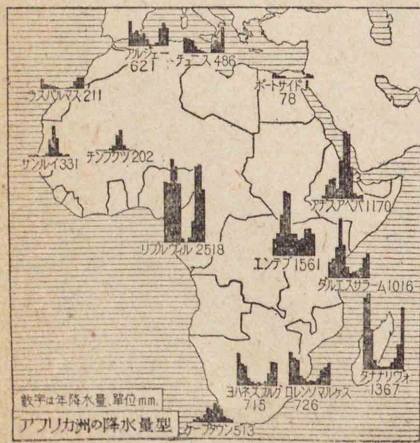 アルジェー
621
チュニス 486
ポートサイド
78
ラスパルマス 211
サンルイ 331
チンブクツ 202
アヂスアベバ 1170
リブルヴィル 2518
エンテブ 1561
ダルエスサラーム 1016
タナナリヴォ
1367
ヨハネスブルグ
715
ロレンソマルケス
726
ケープタウン 513
数字は年降水量、單位mm.
アフリカ洲の降水量型